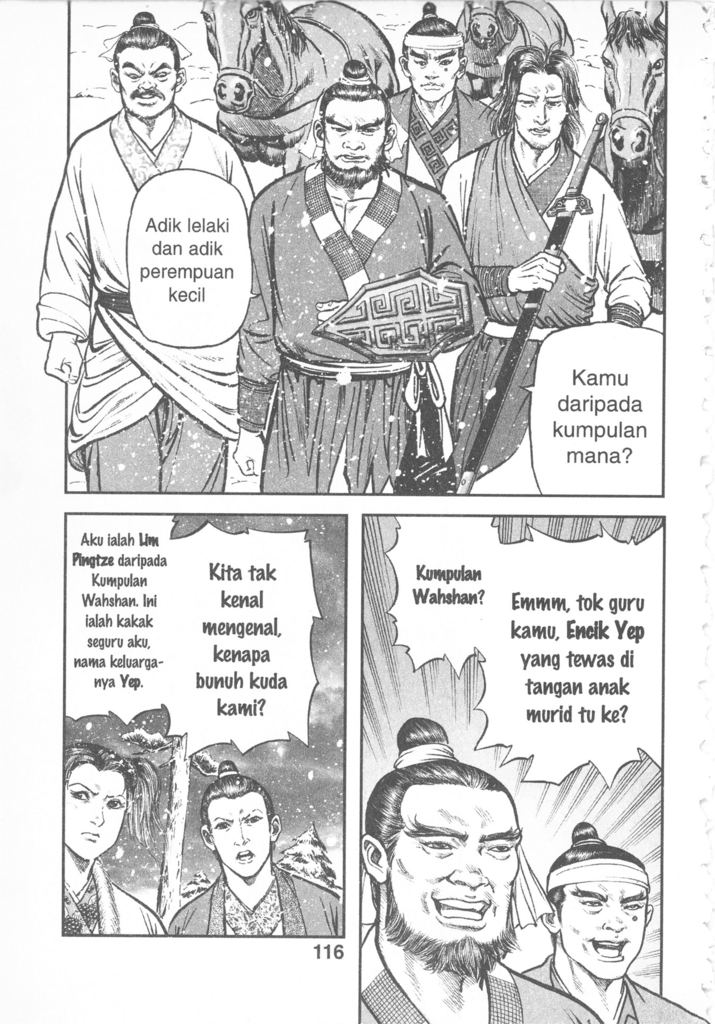 Adik lelaki
dan adik
perempuan
kecil
Kamu
daripada
kumpulan
mana?
Aku ialah Lim
Pingtze daripada
Kumpulan
Wahshan. Ini
ialah kakak
seguru aku,
nama keluarga-
nya Yep.
Kita tak
kenal
mengenal,
kenapa
bunuh kuda
kami?
Kumpulan
Wahshan?
Emmm, tok guru
kamu, Encik Yep
yang tewas di
tangan anak
murid tu ke?
116